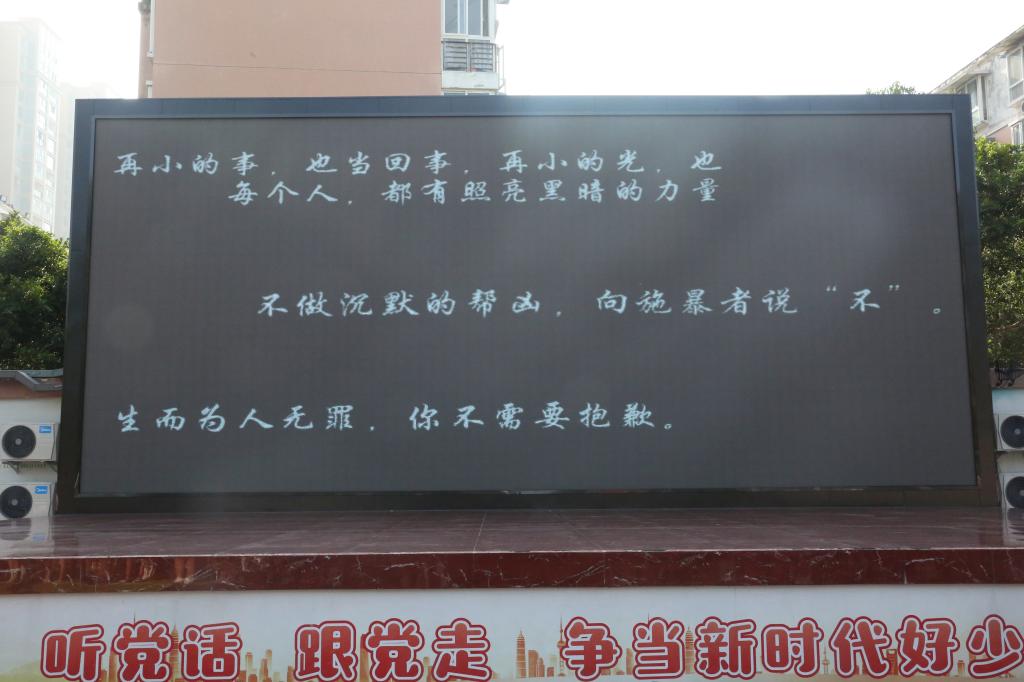 再小的事，也当回事，再小的光，也
每个人，都有照亮黑暗的力量
不做沉默的帮凶，向施暴者说“不”。
生而为人无罪，你不需要抱歉。
听党话 跟党走 争当新时代好少